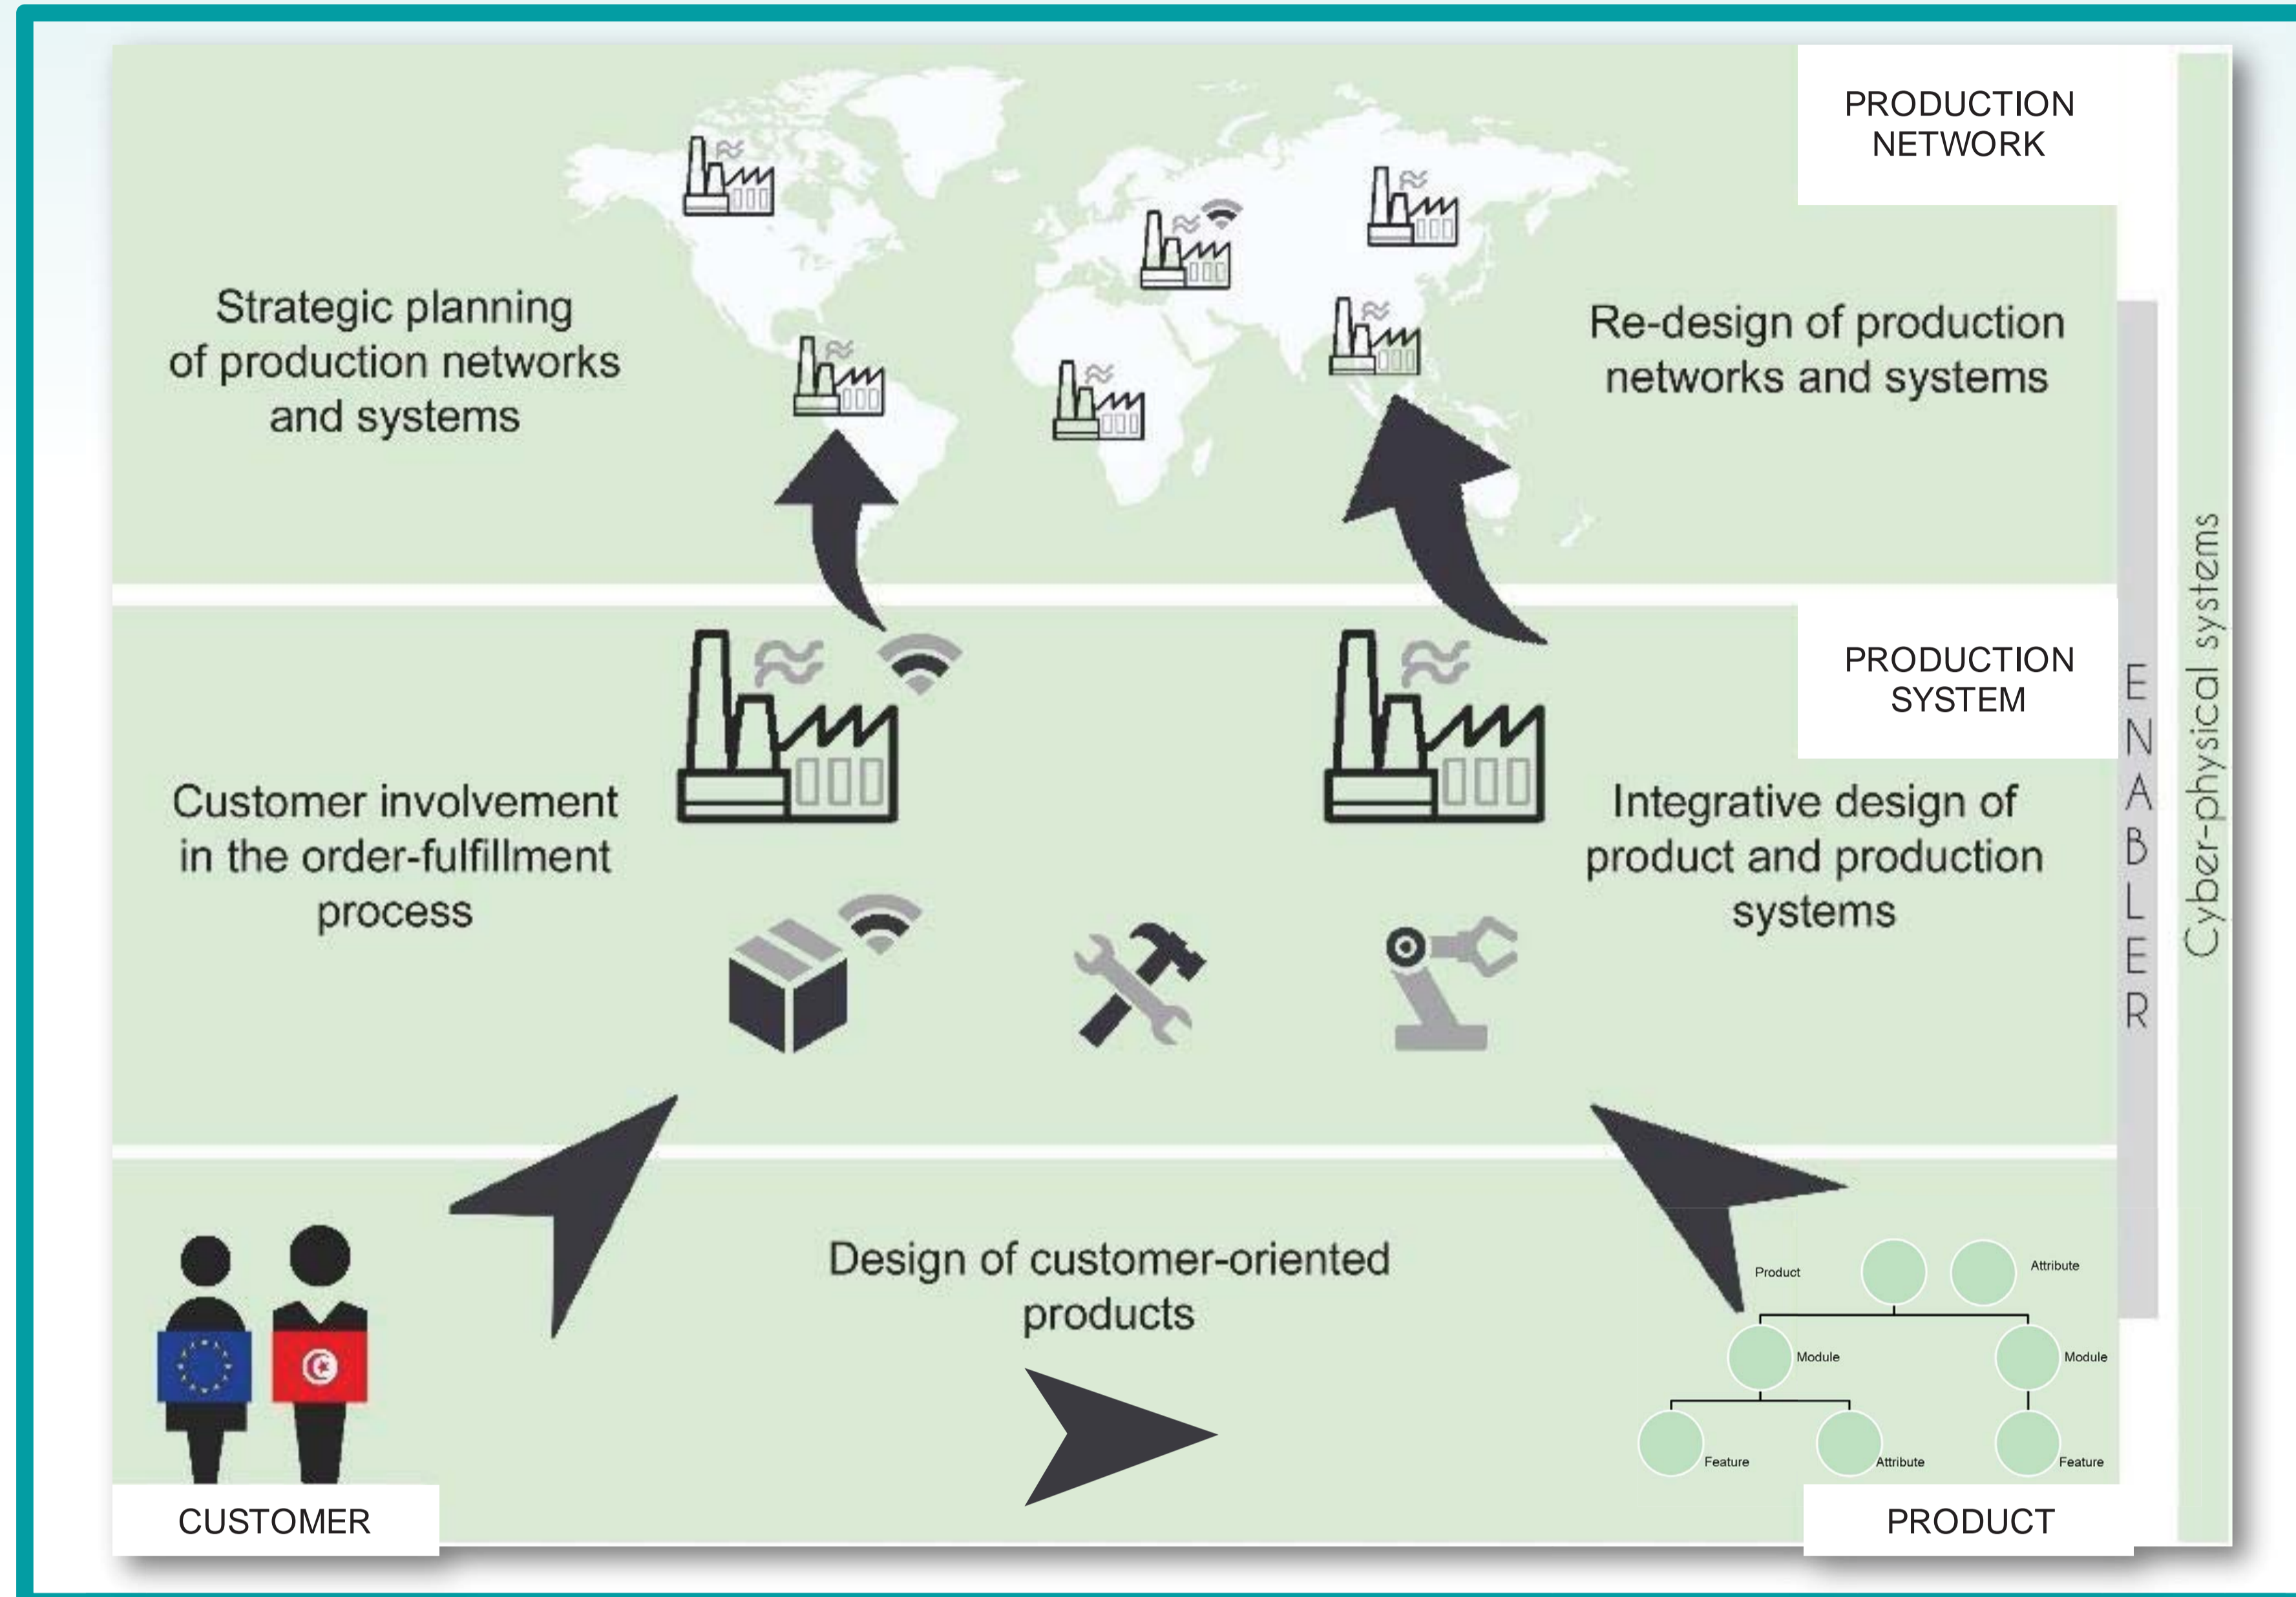 PRODUCTION
NETWORK
Strategic planning
of production networks
and systems
Re-design of production
networks and systems
PRODUCTION
SYSTEM
Customer involvement
in the order-fulfillment
process
Integrative design of
product and production
systems
ENABLER
Cyber-physical systems
Design of customer-oriented
products
Product
Attribute
Module
Module
Feature
Attribute
Feature
CUSTOMER
PRODUCT